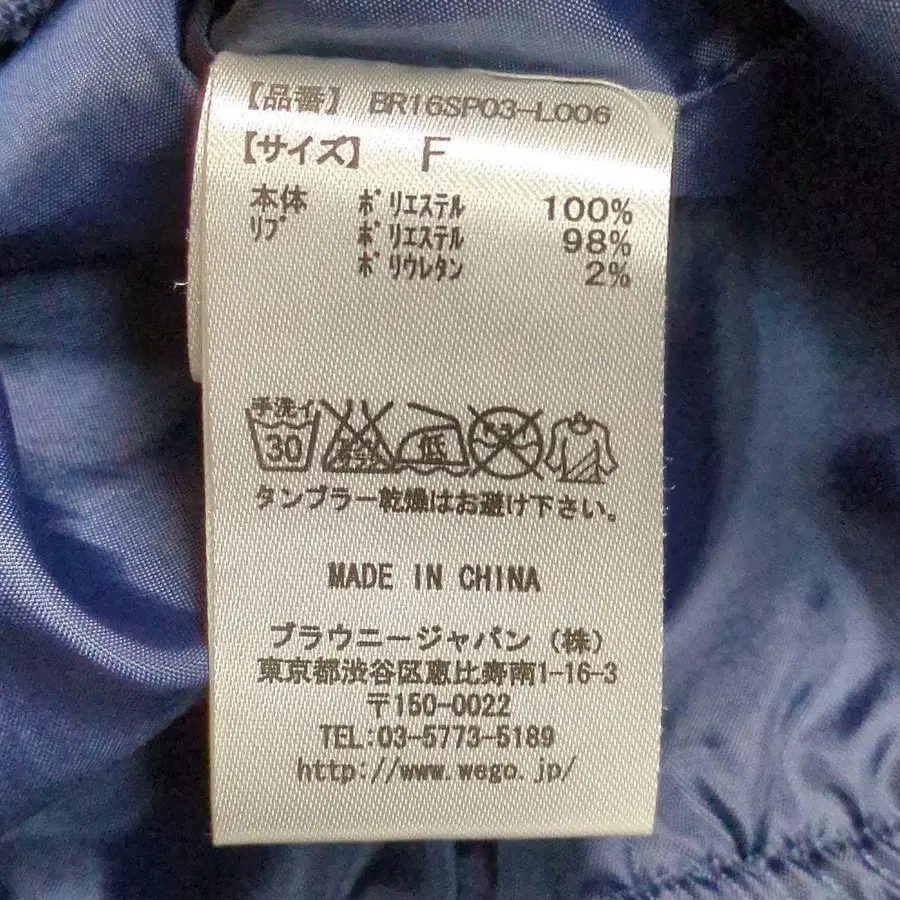 【品番】 BR16SP03-L006
【サイズ】 F
本体 ポリエステル 100%
リブ ポリエステル 98%
ポリウレタン 2%
手洗イ
30 低
タンブラー乾燥はお避け下さい。
MADE IN CHINA
ブラウニージャパン（株）
東京都渋谷区恵比寿南1-16-3
〒150-0022
TEL:03-5773-5189
http://www.wego.jp/